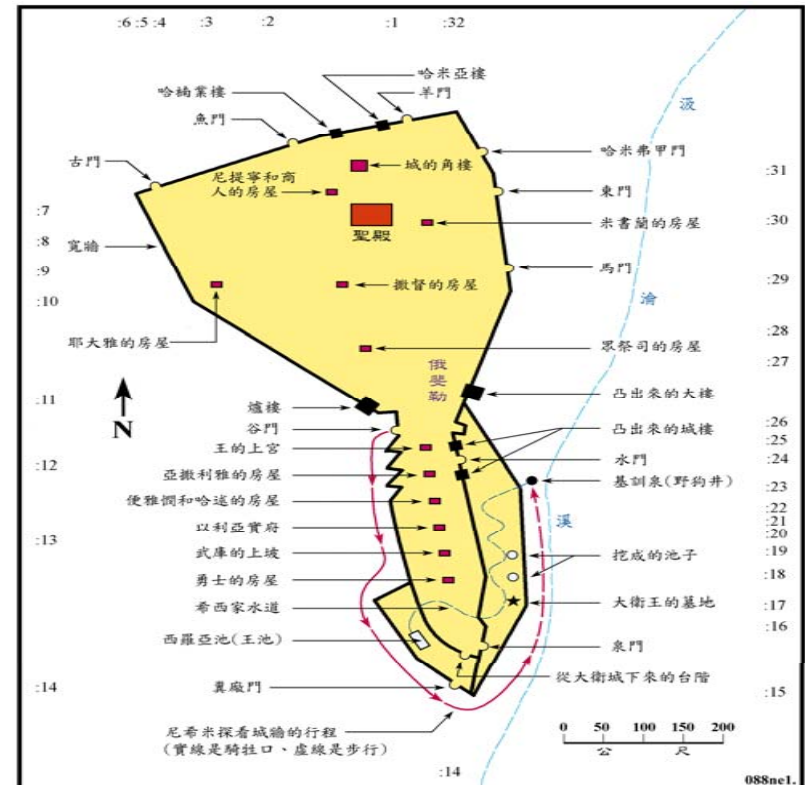 :6 :5 :4 :3 :2 :1 :32
哈米亞樓
哈楠業樓
羊門
魚門
古門
哈米弗甲門
城的角樓
:31
尼提寧和商
人的房屋
東門
:7
:30
米書蘭的房屋
聖殿
:8
寬牆
:9
馬門
:29
撒督的房屋
:10
耶大雅的房屋
:28
眾祭司的房屋
:27
汲
淪
溪
俄斐勒
N
:11
爐樓
凸出來的大樓
谷門
凸出來的城樓
:26
:25
王的上宮
水門
:24
:12
亞撒利雅的房屋
基訓泉(野狗井)
:23
便雅憫和哈述的房屋
:22
:21
以利亞實府
:20
:13
武庫的上坡
挖成的池子
:19
勇士的房屋
:18
希西家水道
大衛王的墓地
:17
:16
西羅亞池(王池)
泉門
從大衛城下來的台階
:14
糞廠門
:15
尼希米探看城牆的行程
(實線是騎牲口、虛線是步行)
0 50 100 150 200
公尺
:14
088ne1.